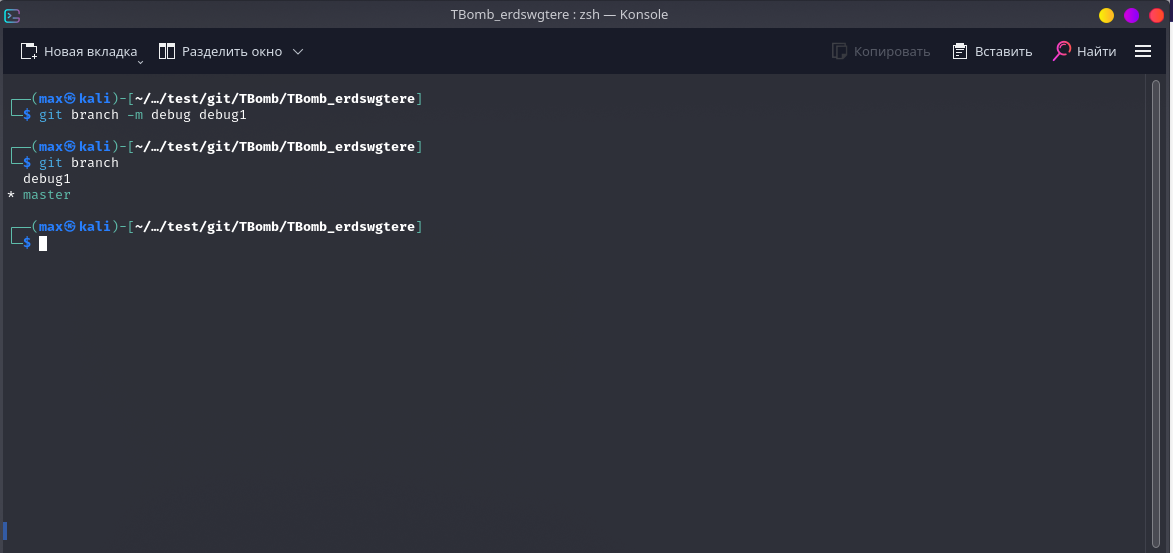 TBomb_erdswgtere : zsh — Konsole
Новая вкладка Разделить окно Копировать Вставить Найти
┌──(max㉿kali)-[~/…/test/git/TBomb/TBomb_erdswgtere]
└─$ git branch -m debug debug1
┌──(max㉿kali)-[~/…/test/git/TBomb/TBomb_erdswgtere]
└─$ git branch
debug1
* master
┌──(max㉿kali)-[~/…/test/git/TBomb/TBomb_erdswgtere]
└─$